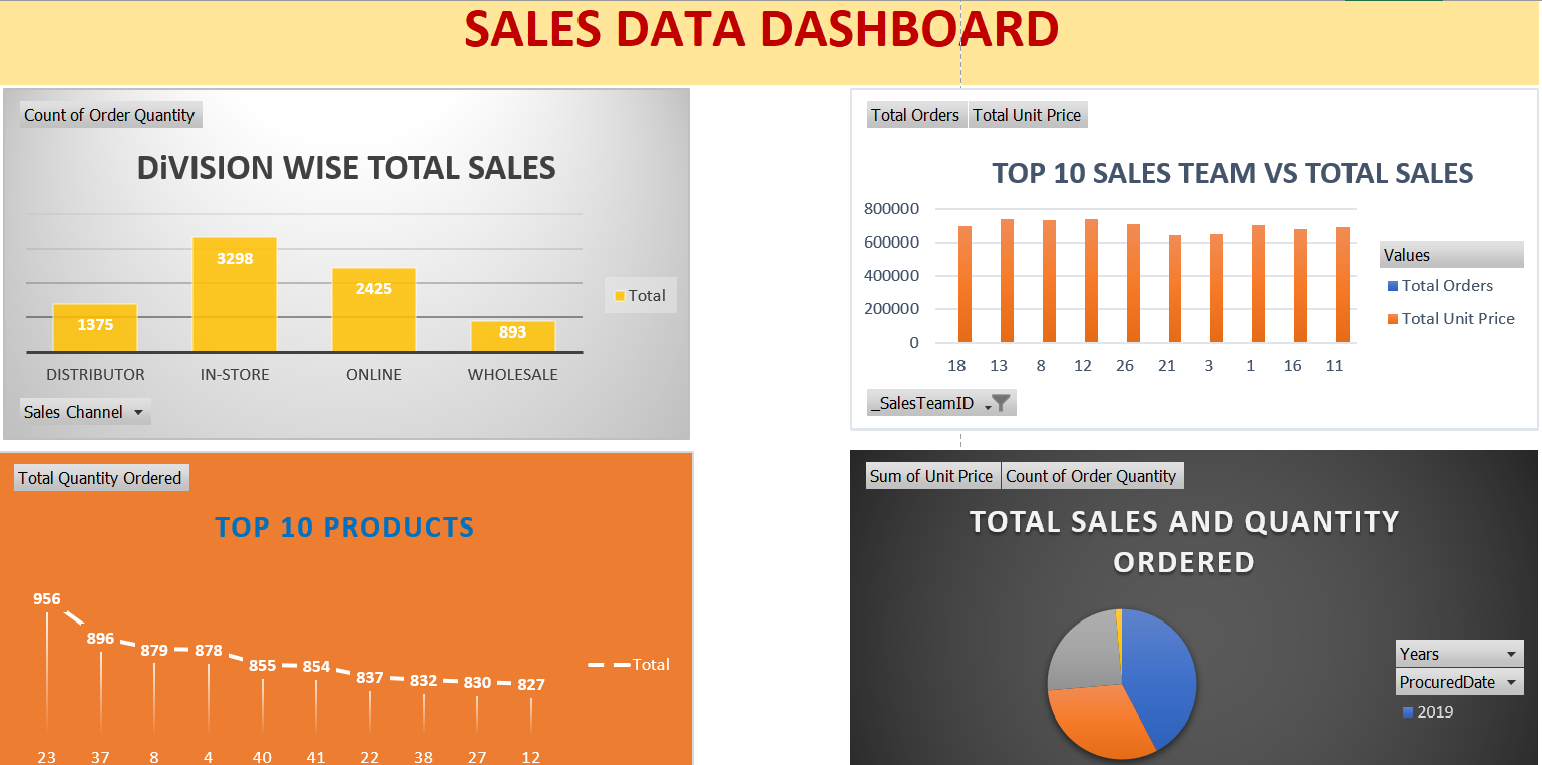 SALES DATA DASHBOARD
Count of Order Quantity
DiVISION WISE TOTAL SALES
3298
2425
1375
893
Total
DISTRIBUTOR IN-STORE ONLINE WHOLESALE
Sales Channel
Total Orders Total Unit Price
TOP 10 SALES TEAM VS TOTAL SALES
800000
600000
400000
200000
0
18 13 8 12 26 21 3 1 16 11
Values
Total Orders
Total Unit Price
_SalesTeamID
Total Quantity Ordered
TOP 10 PRODUCTS
956 896 879 878 855 854 837 832 830 827
Total
23 37 8 4 40 41 22 38 27 12
Sum of Unit Price Count of Order Quantity
TOTAL SALES AND QUANTITY
ORDERED
Years
ProcuredDate
2019